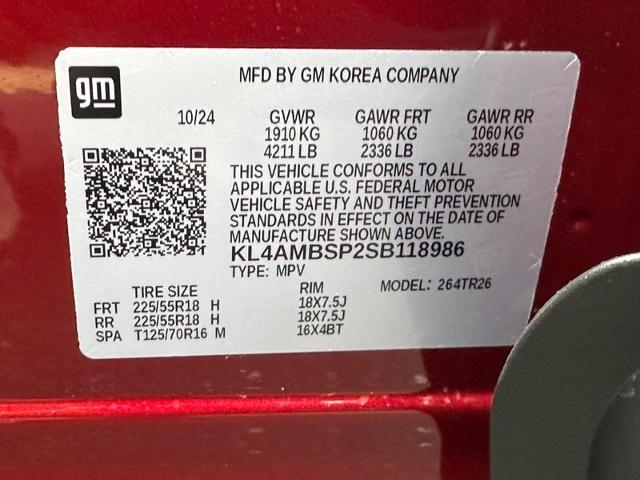 gm
MFD BY GM KOREA COMPANY
10/24 GVWR GAWR FRT GAWR RR
1910 KG 1060 KG 1060 KG
4211 LB 2336 LB 2336 LB
THIS VEHICLE CONFORMS TO ALL
APPLICABLE U.S. FEDERAL MOTOR
VEHICLE SAFETY AND THEFT PREVENTION
STANDARDS IN EFFECT ON THE DATE OF
MANUFACTURE SHOWN ABOVE.
KL4AMBSP2SB118986
TYPE: MPV
TIRE SIZE RIM MODEL: 264TR26
FRT 225/55R18 H 18X7.5J
RR 225/55R18 H 18X7.5J
SPA T125/70R16 M 16X4BT